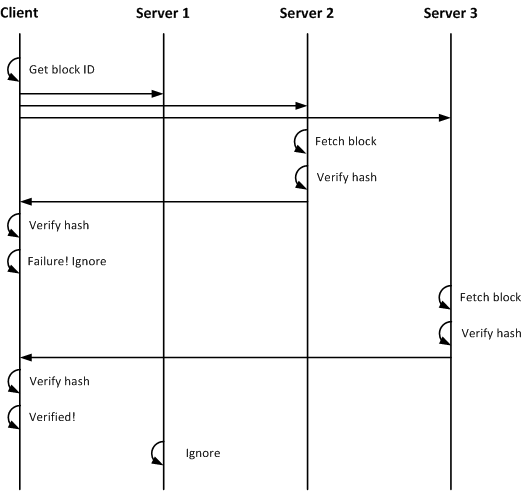 Client
Server 1
Server 2
Server 3
Get block ID
Fetch block
Verify hash
Verify hash
Failure! Ignore
Fetch block
Verify hash
Verify hash
Verified!
Ignore